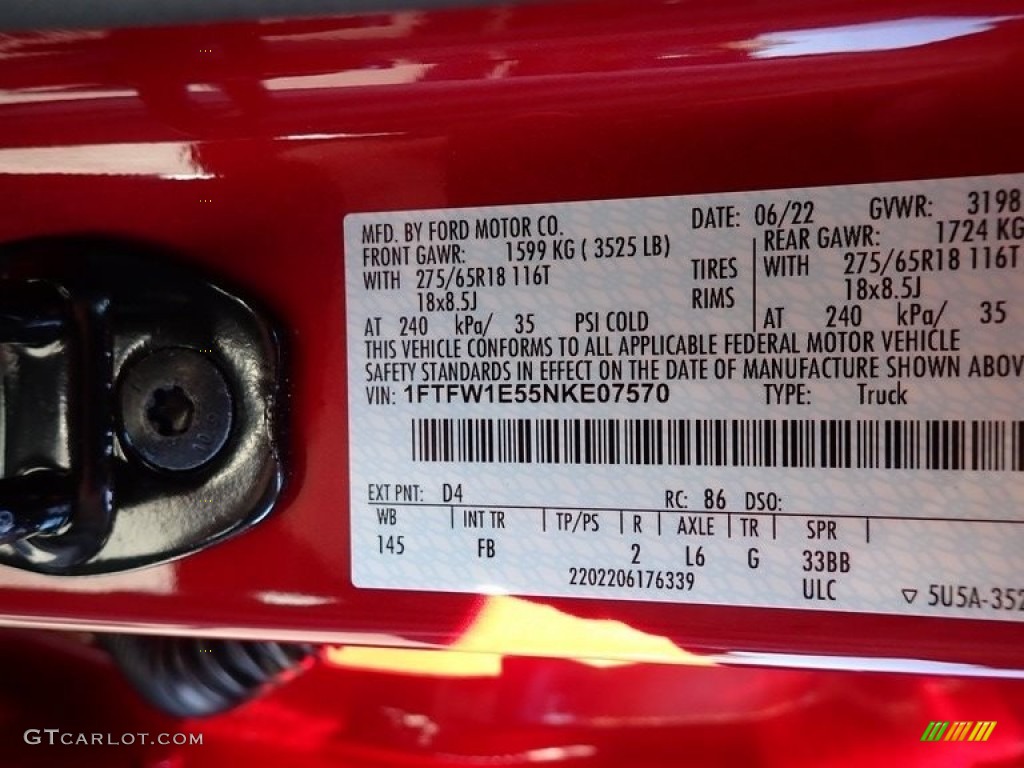 MFD. BY FORD MOTOR CO. DATE: 06/22 GVWR: 3198
FRONT GAWR: 1599 KG ( 3525 LB) REAR GAWR: 1724 KG
WITH 275/65R18 116T TIRES WITH 275/65R18 116T
18x8.5J RIMS 18x8.5J
AT 240 kPa/ 35 PSI COLD AT 240 kPa/ 35
THIS VEHICLE CONFORMS TO ALL APPLICABLE FEDERAL MOTOR VEHICLE
SAFETY STANDARDS IN EFFECT ON THE DATE OF MANUFACTURE SHOWN ABOV
VIN: 1FTFW1E55NKE07570 TYPE: Truck
EXT PNT: D4 RC: 86 DSO:
WB INT TR TP/PS R AXLE TR SPR
145 FB 2 L6 G 33BB
2202206176339 ULC ▽ 5U5A-352
GTCARLOT.COM